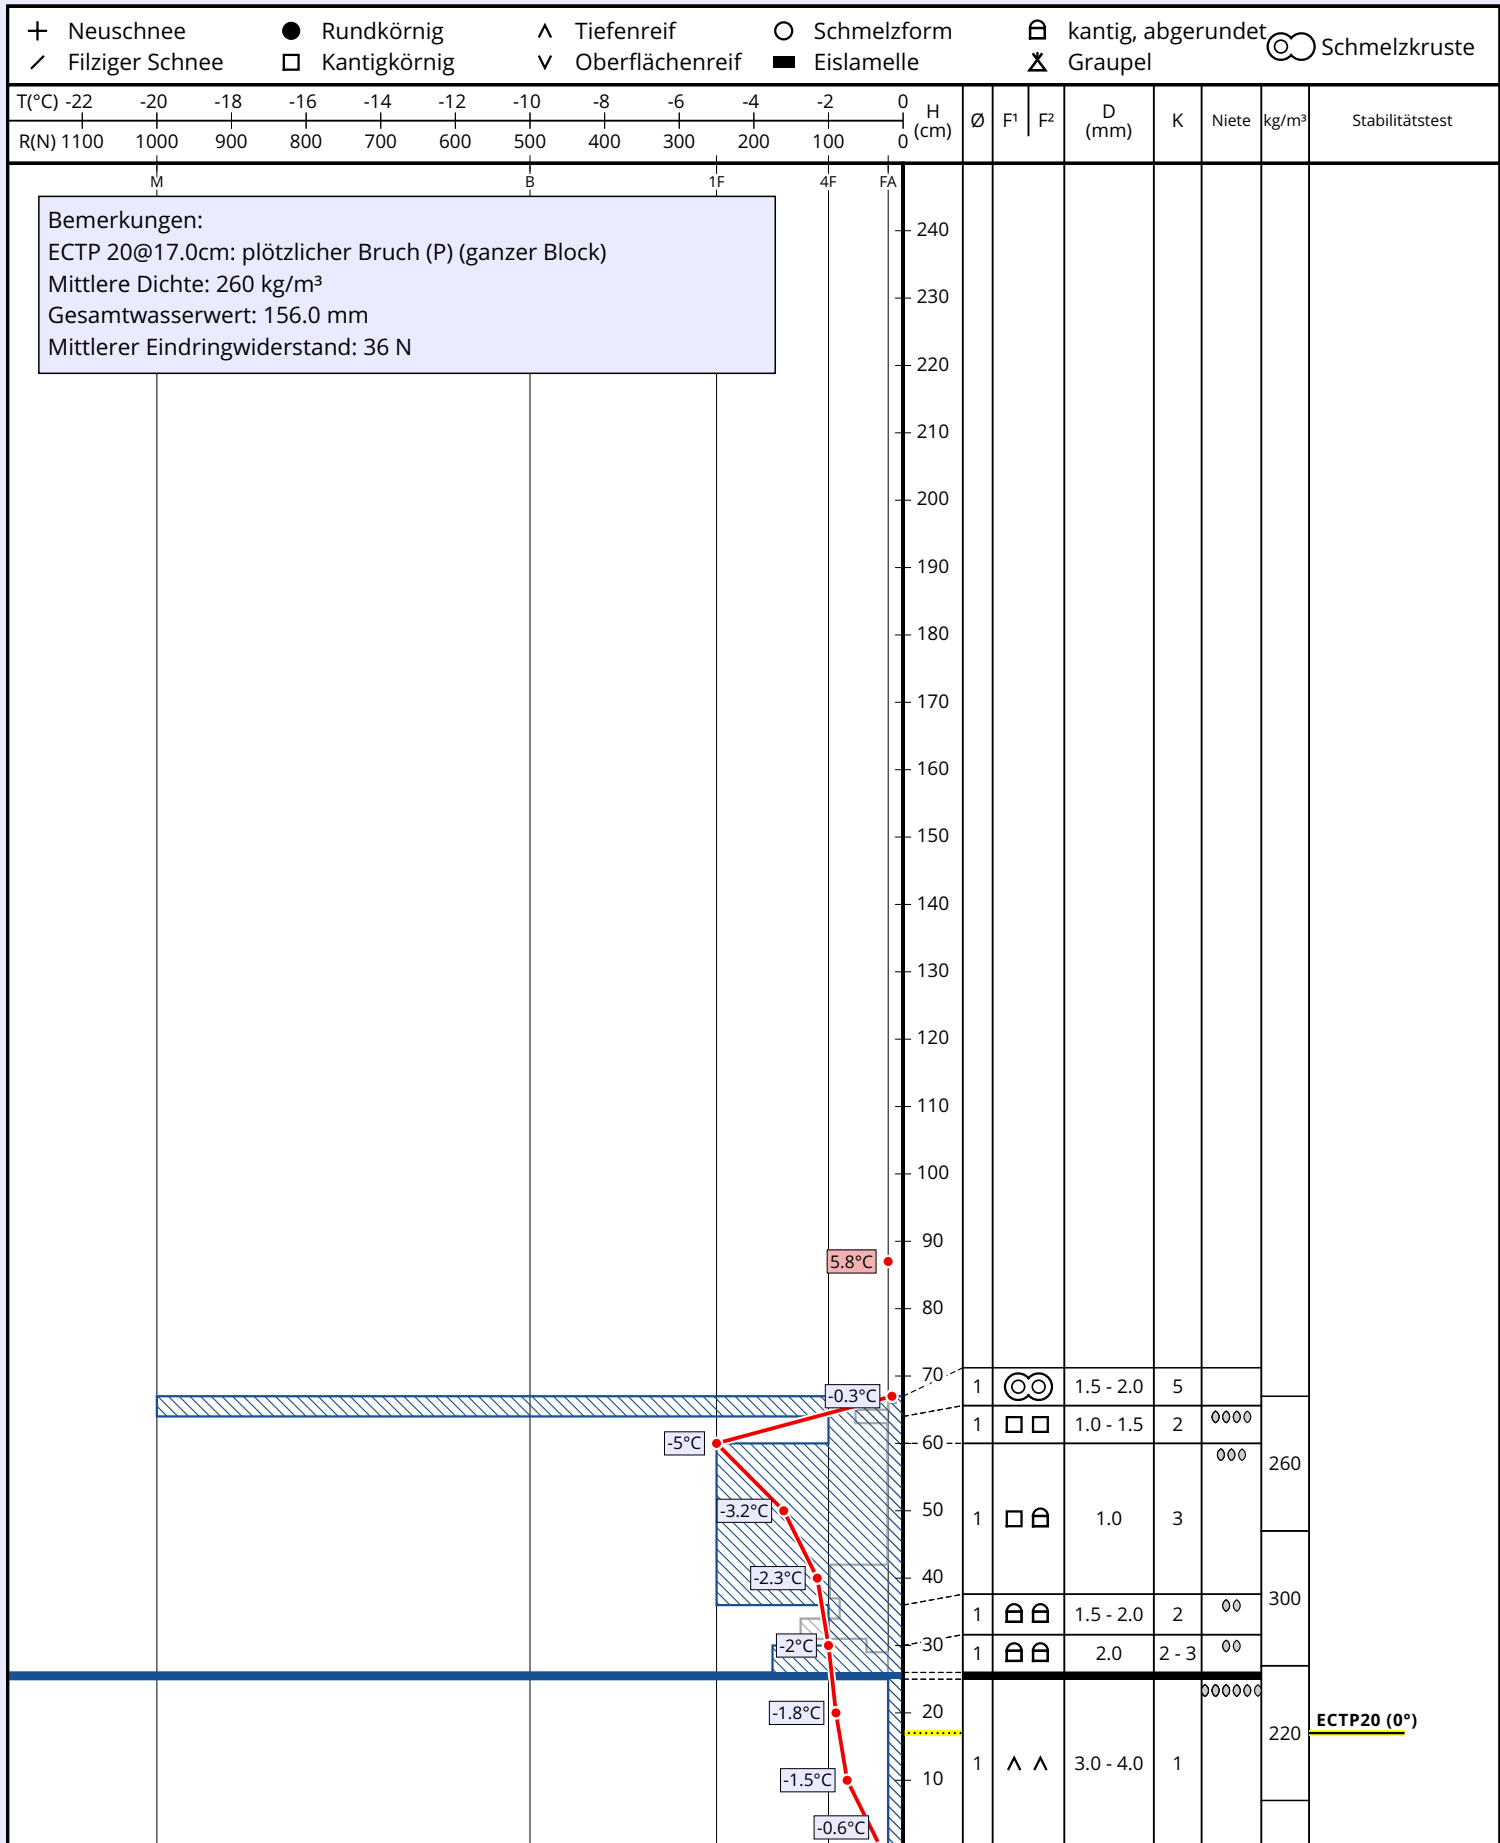 Neuschnee Rundkörnig Tiefenreif Schmelzform kantig, abgerundet Schmelzkruste
Filziger Schnee Kantigkörnig Oberflächenreif Eislamelle Graupel
T(°C) -22 -20 -18 -16 -14 -12 -10 -8 -6 -4 -2 0
R(N) 1100 1000 900 800 700 600 500 400 300 200 100 0
H (cm) Ø F¹ F² D (mm) K Niete kg/m³ Stabilitätstest
M B 1F 4F FA
Bemerkungen:
ECTP 20@17.0cm: plötzlicher Bruch (P) (ganzer Block)
Mittlere Dichte: 260 kg/m³
Gesamtwasserwert: 156.0 mm
Mittlerer Eindringwiderstand: 36 N
240
230
220
210
200
190
180
170
160
150
140
130
120
110
100
90
5.8°C
80
70
-0.3°C 1 1.5 - 2.0 5
1 1.0 - 1.5 2
-5°C 60
260
-3.2°C 50 1 1.0 3
-2.3°C 40
300
1 1.5 - 2.0 2
-2°C 30 1 2.0 2 - 3
-1.8°C 20 ECTP20 (0°)
220
1 3.0 - 4.0 1
-1.5°C 10
-0.6°C